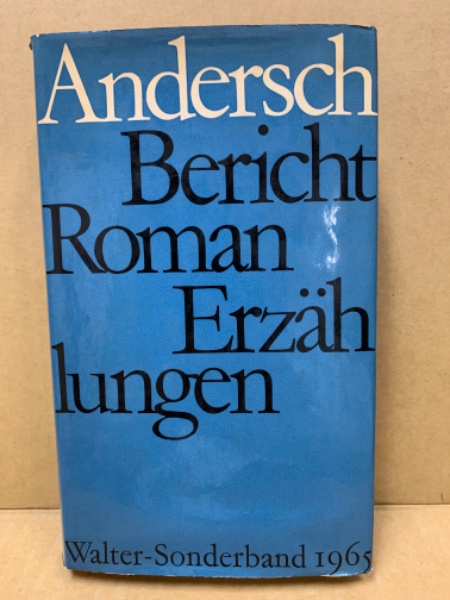 Andersch
Bericht
Roman
Erzäh
lungen
Walter-Sonderband 1965